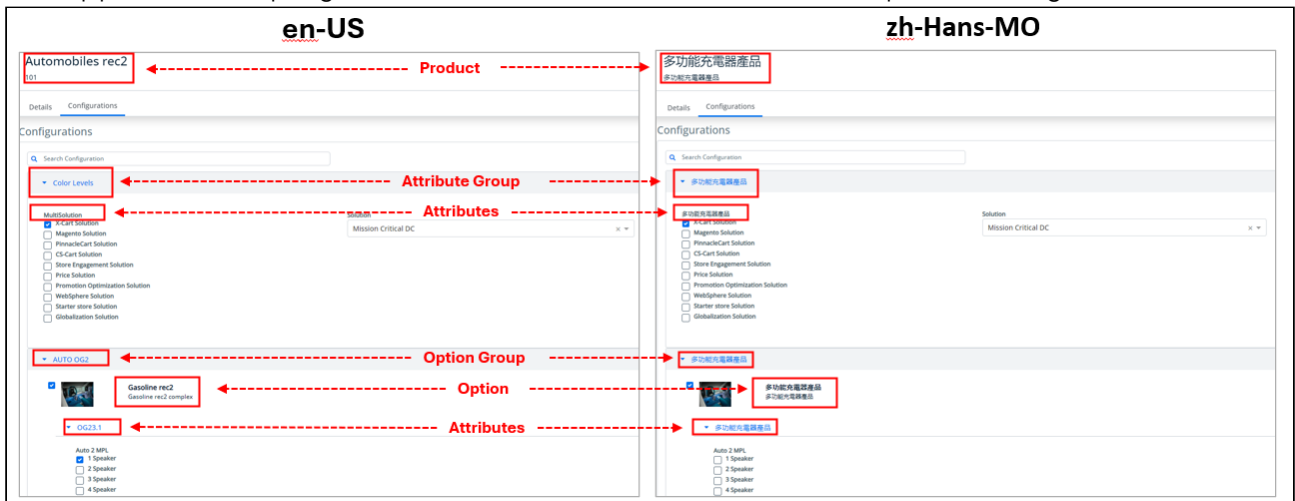 en-US
zh-Hans-MO
Automobiles rec2
101
Product
多功能充電器產品
多功能充電器產品
Details Configurations
Details Configurations
Configurations
Configurations
Search Configuration
Search Configuration
Color Levels
Attribute Group
多功能充電器產品
MultiSolution
Attributes
多功能充電器產品
Solution
Solution
X-Cart Solution
Mission Critical DC
X-Cart Solution
Mission Critical DC
Magento Solution
Magento Solution
PinnacleCart Solution
PinnacleCart Solution
CS-Cart Solution
CS-Cart Solution
Store Engagement Solution
Store Engagement Solution
Price Solution
Price Solution
Promotion Optimization Solution
Promotion Optimization Solution
WebSphere Solution
WebSphere Solution
Starter store Solution
Starter store Solution
Globalization Solution
Globalization Solution
AUTO OG2
Option Group
多功能充電器產品
Gasoline rec2
Gasoline rec2 complex
Option
多功能充電器產品
多功能充電器產品
OG23.1
Attributes
多功能充電器產品
Auto 2 MPL
Auto 2 MPL
1 Speaker
1 Speaker
2 Speaker
2 Speaker
3 Speaker
3 Speaker
4 Speaker
4 Speaker